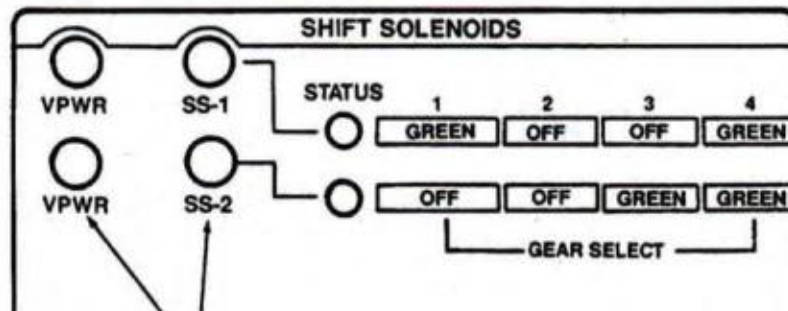 SHIFT SOLENOIDS
VPWR SS-1 STATUS 1 2 3 4
GREEN OFF OFF GREEN
VPWR SS-2 OFF OFF GREEN GREEN
GEAR SELECT